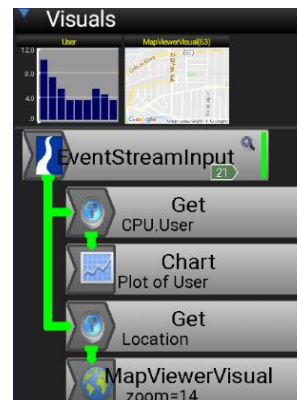 Visuals
User
MapViewerVisual(53)
12.0
8.0
4.0
.0
Google
EventStreamInput
21
Get
CPU.User
Chart
Plot of User
Get
Location
MapViewerVisual
zoom=14